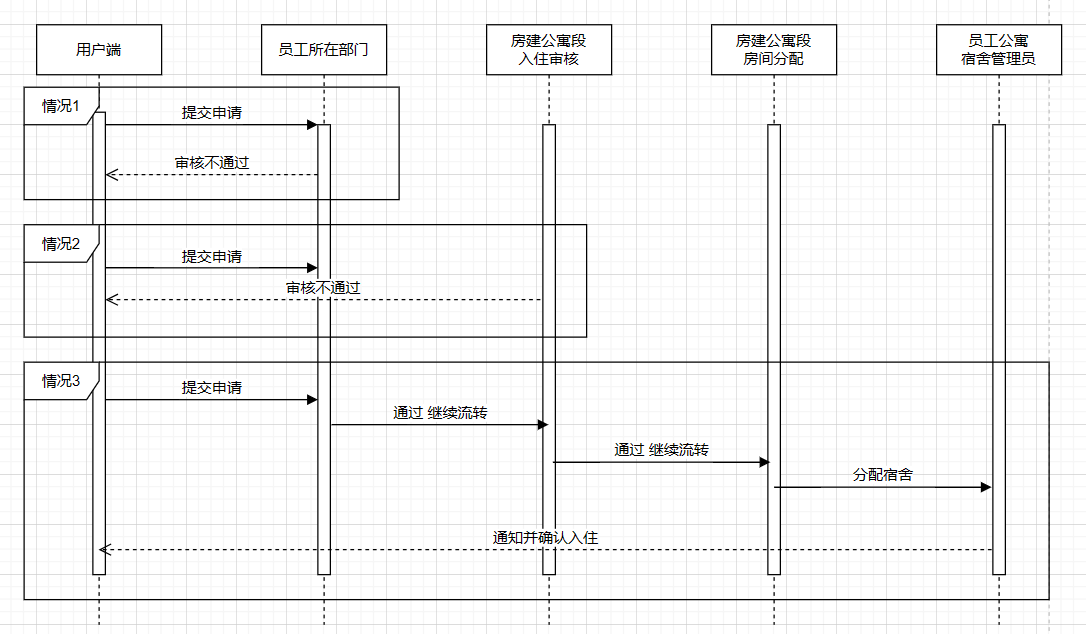 用户端
员工所在部门
房建公寓段
入住审核
房建公寓段
房间分配
员工公寓
宿舍管理员
情况1
提交申请
审核不通过
情况2
提交申请
审核不通过
情况3
提交申请
通过 继续流转
通过 继续流转
分配宿舍
通知并确认入住